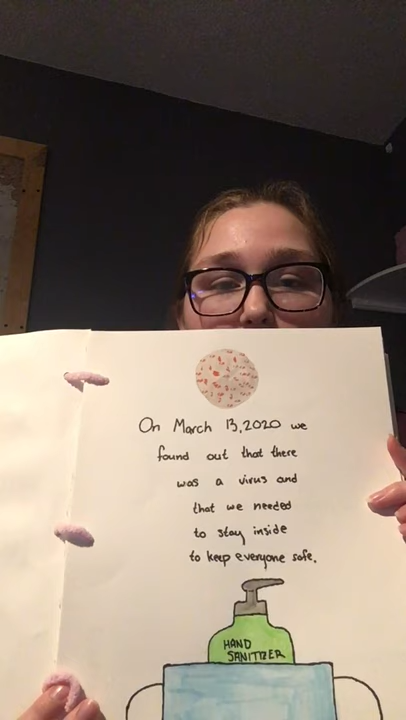 On March 13, 2020 we
found out that there
was a virus and
that we needed
to stay inside
to keep everyone safe.
HAND
SANITIZER